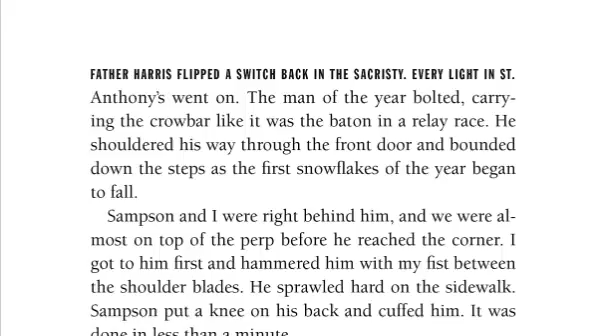 FATHER HARRIS FLIPPED A SWITCH BACK IN THE SACRISTY. EVERY LIGHT IN ST.
Anthony's went on. The man of the year bolted, carry-
ing the crowbar like it was the baton in a relay race. He
shouldered his way through the front door and bounded
down the steps as the first snowflakes of the year began
to fall.
Sampson and I were right behind him, and we were al-
most on top of the perp before he reached the corner. I
got to him first and hammered him with my fist between
the shoulder blades. He sprawled hard on the sidewalk.
Sampson put a knee on his back and cuffed him. It was
done in less than a minute.